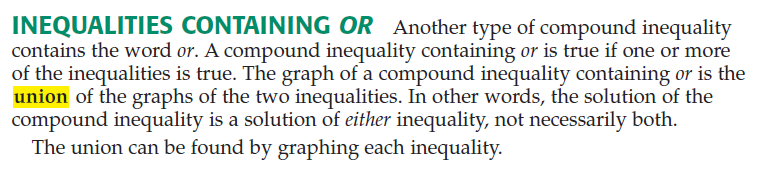 INEQUALITIES CONTAINING OR Another type of compound inequality
contains the word or. A compound inequality containing or is true if one or more
of the inequalities is true. The graph of a compound inequality containing or is the
union of the graphs of the two inequalities. In other words, the solution of the
compound inequality is a solution of either inequality, not necessarily both.
The union can be found by graphing each inequality.